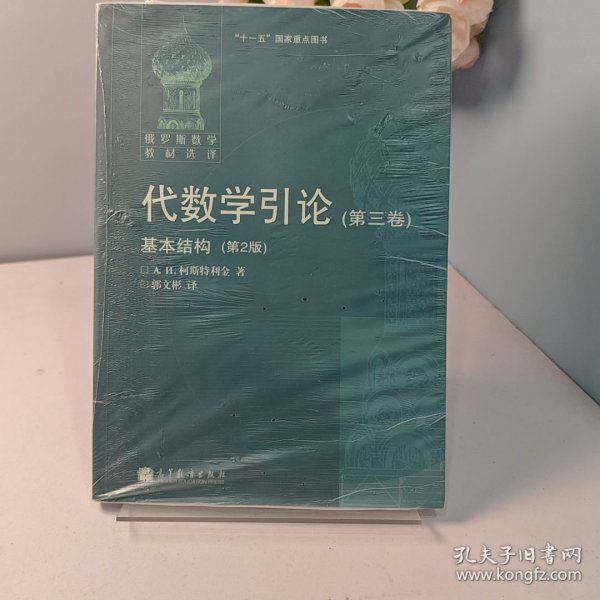 “十一五”国家重点图书
俄罗斯数学
教材选译
代数学引论(第三卷)
基本结构(第2版)
□ А. И. 柯斯特利金 著
郭文彬 译
高等教育出版社
HIGHER EDUCATION PRESS
孔夫子旧书网
www.kongfz.com